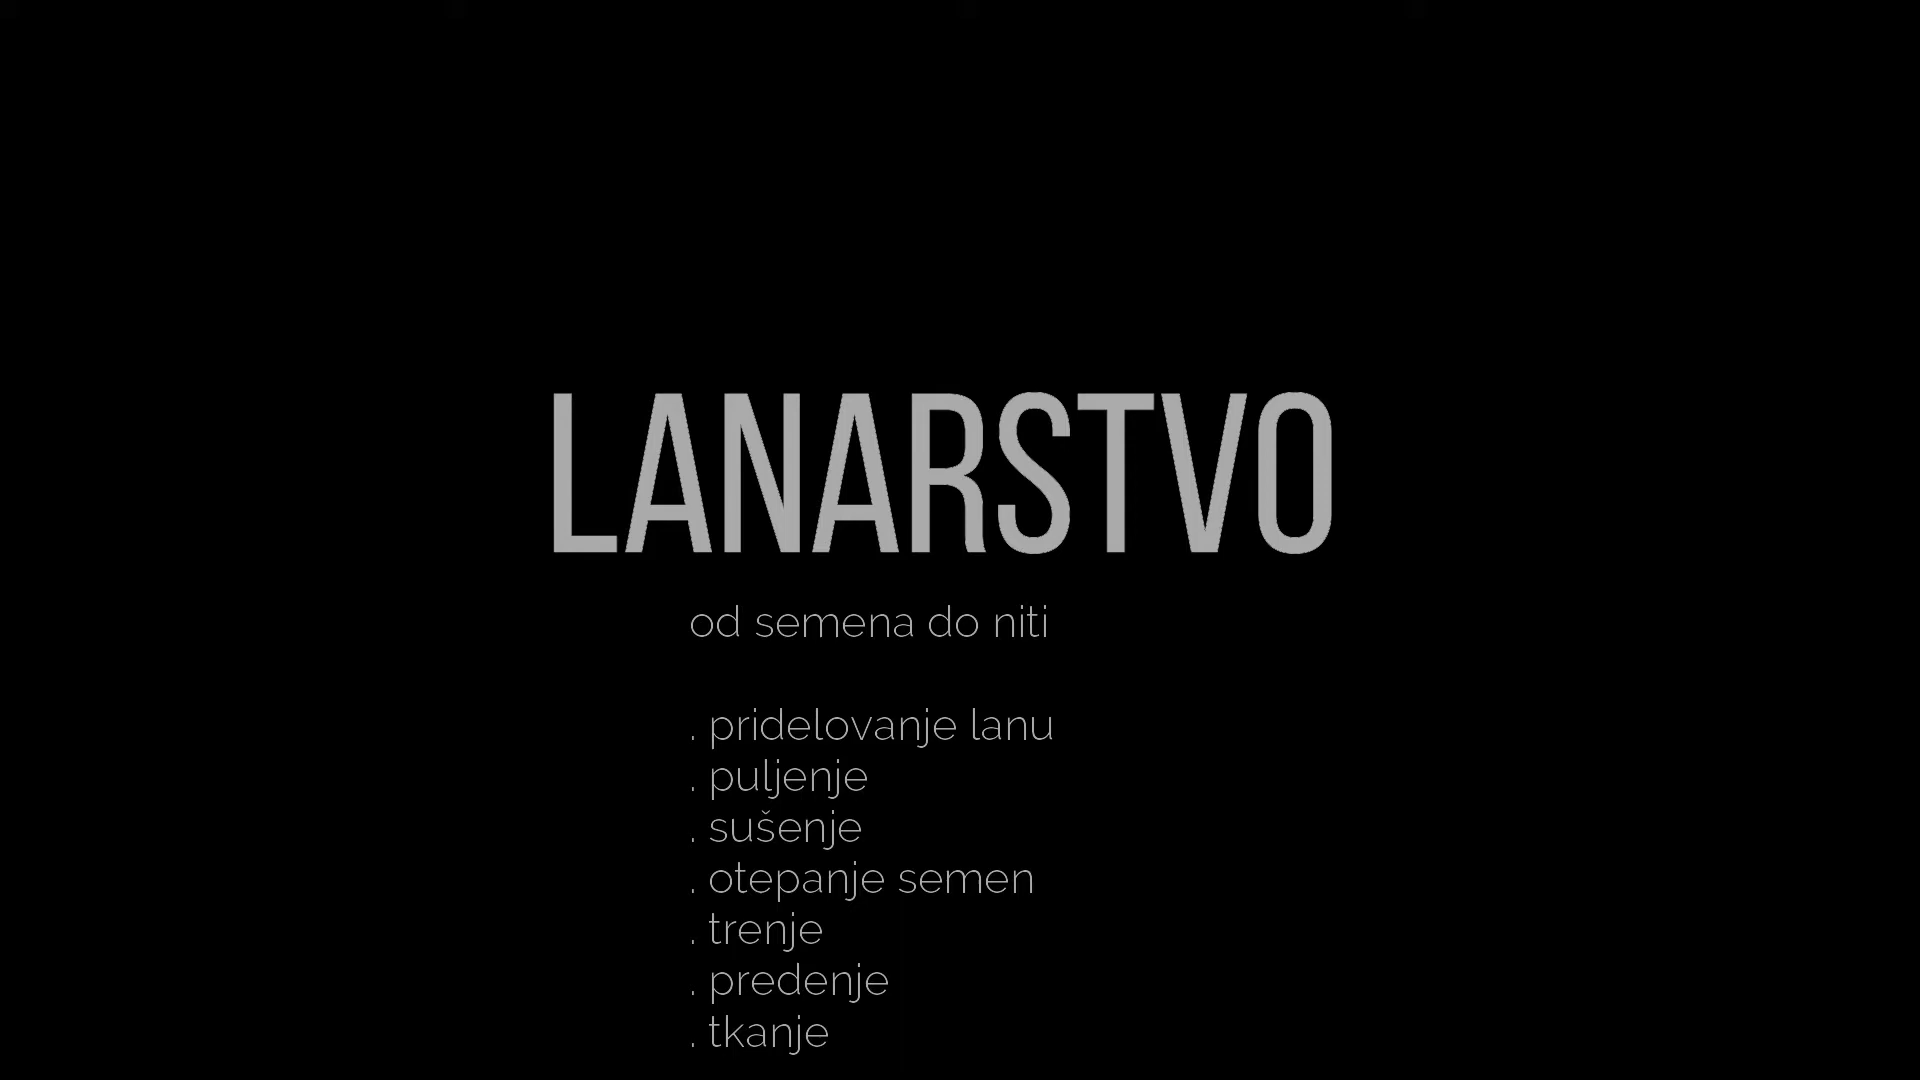 LANARSTVO
od semena do niti
. pridelovanje lanu
. puljenje
. sušenje
. otepanje semen
. trenje
. predenje
. tkanje